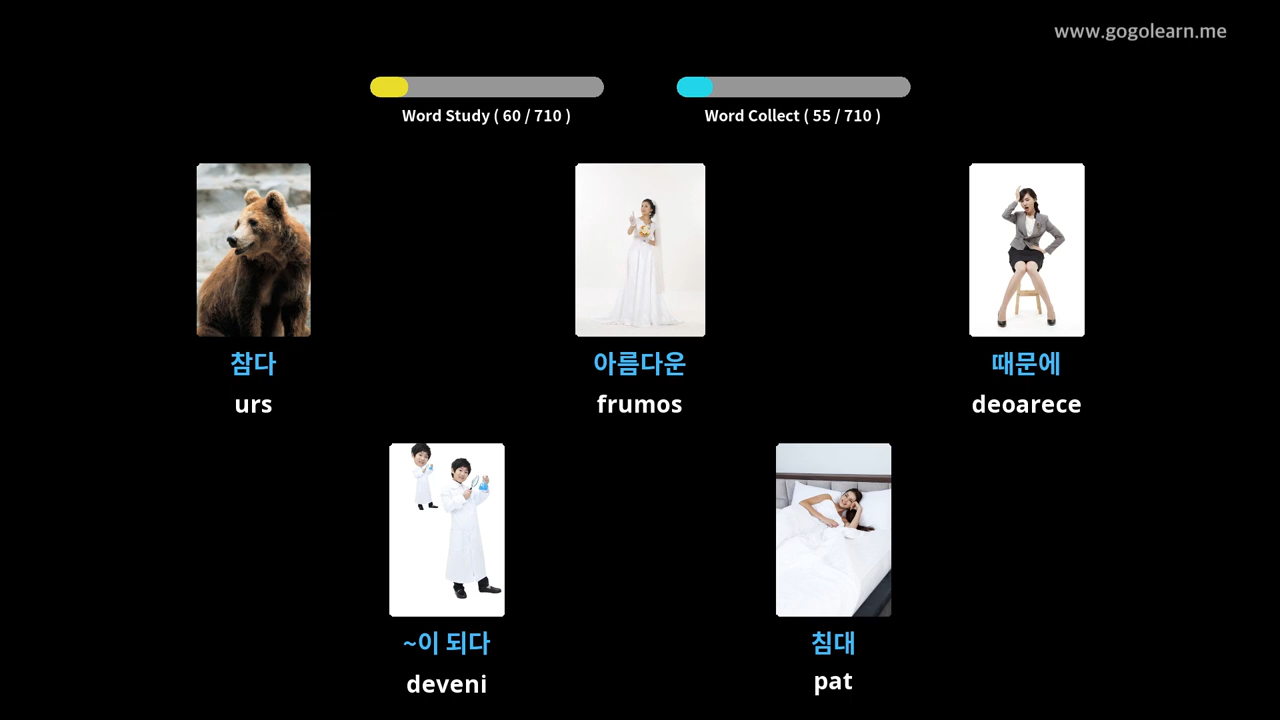 www.gogolearn.me
Word Study ( 60 / 710 )
Word Collect ( 55 / 710 )
참다
아름다운
때문에
urs
frumos
deoarece
~이 되다
침대
deveni
pat